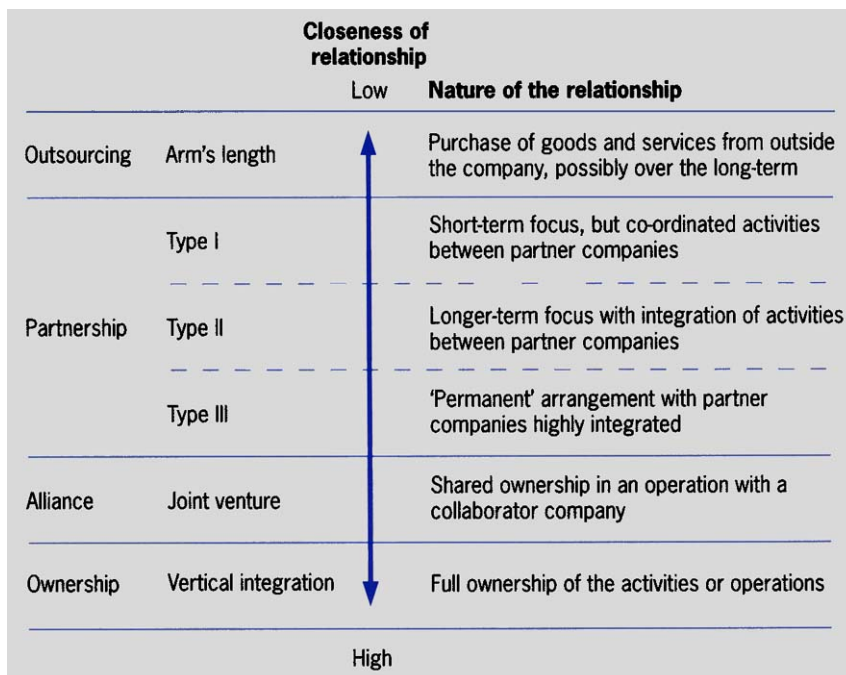 Closeness of
relationship
Low
Nature of the relationship
Outsourcing
Arm's length
Purchase of goods and services from outside
the company, possibly over the long-term
Partnership
Type I
Short-term focus, but co-ordinated activities
between partner companies
Type II
Longer-term focus with integration of activities
between partner companies
Type III
'Permanent' arrangement with partner
companies highly integrated
Alliance
Joint venture
Shared ownership in an operation with a
collaborator company
Ownership
Vertical integration
Full ownership of the activities or operations
High